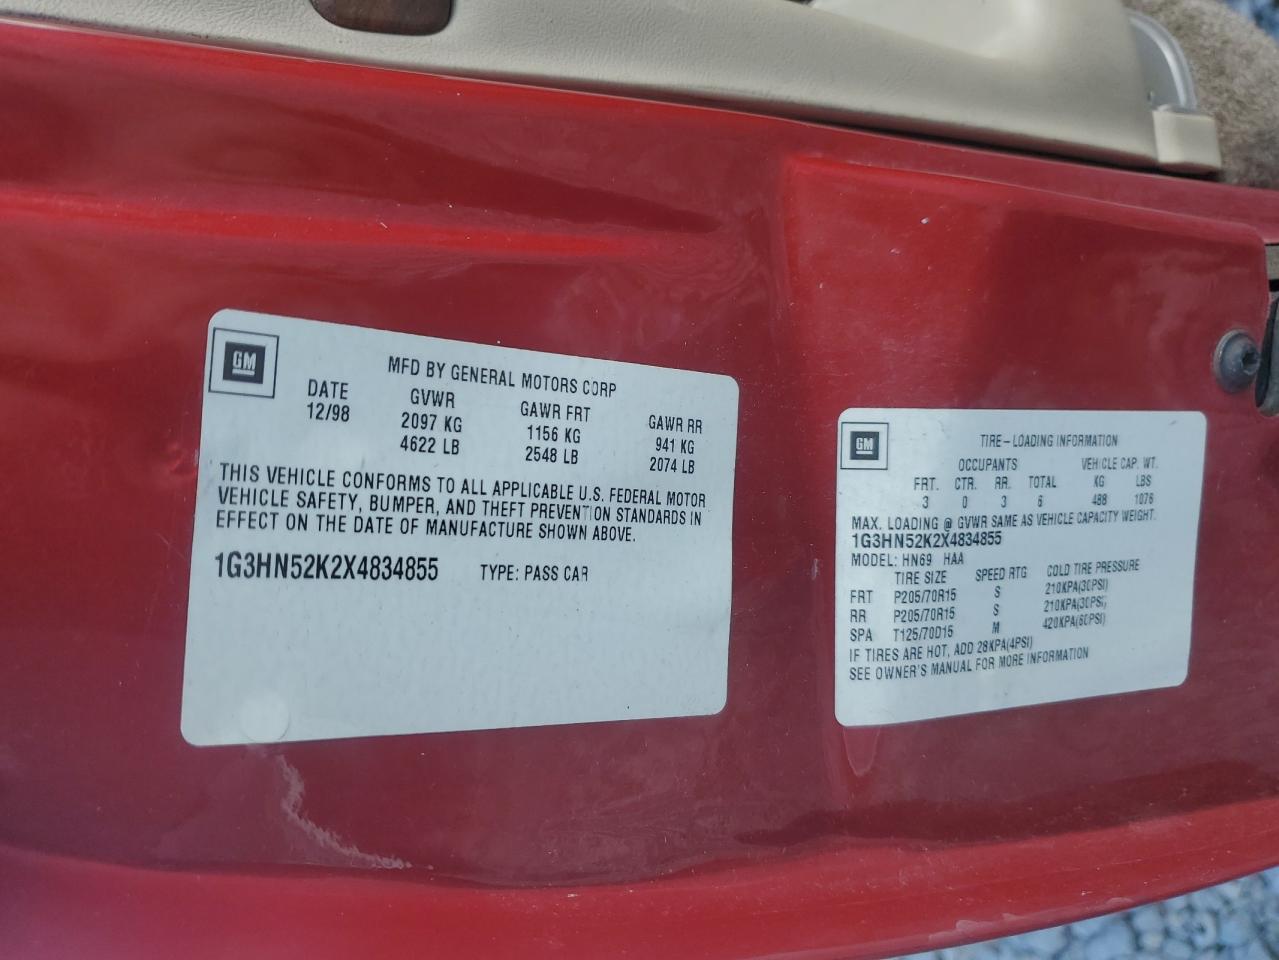 GM
MFD BY GENERAL MOTORS CORP
DATE GVWR GAWR FRT GAWR RR
12/98 2097 KG 1156 KG 941 KG
4622 LB 2548 LB 2074 LB
THIS VEHICLE CONFORMS TO ALL APPLICABLE U.S. FEDERAL MOTOR
VEHICLE SAFETY, BUMPER, AND THEFT PREVENTION STANDARDS IN
EFFECT ON THE DATE OF MANUFACTURE SHOWN ABOVE.
1G3HN52K2X4834855 TYPE: PASS CAR
GM
TIRE-LOADING INFORMATION
OCCUPANTS VEHICLE CAP. WT.
FRT. CTR. RR. TOTAL KG LBS
3 0 3 6 488 1076
MAX. LOADING @ GVWR SAME AS VEHICLE CAPACITY WEIGHT.
1G3HN52K2X4834855
MODEL: HN69 HAA
TIRE SIZE SPEED RTG COLD TIRE PRESSURE
FRT P205/70R15 S 210KPA(30PSI)
RR P205/70R15 S 210KPA(30PSI)
SPA T125/70D15 M 420KPA(60PSI)
IF TIRES ARE HOT, ADD 28KPA(4PSI)
SEE OWNER'S MANUAL FOR MORE INFORMATION